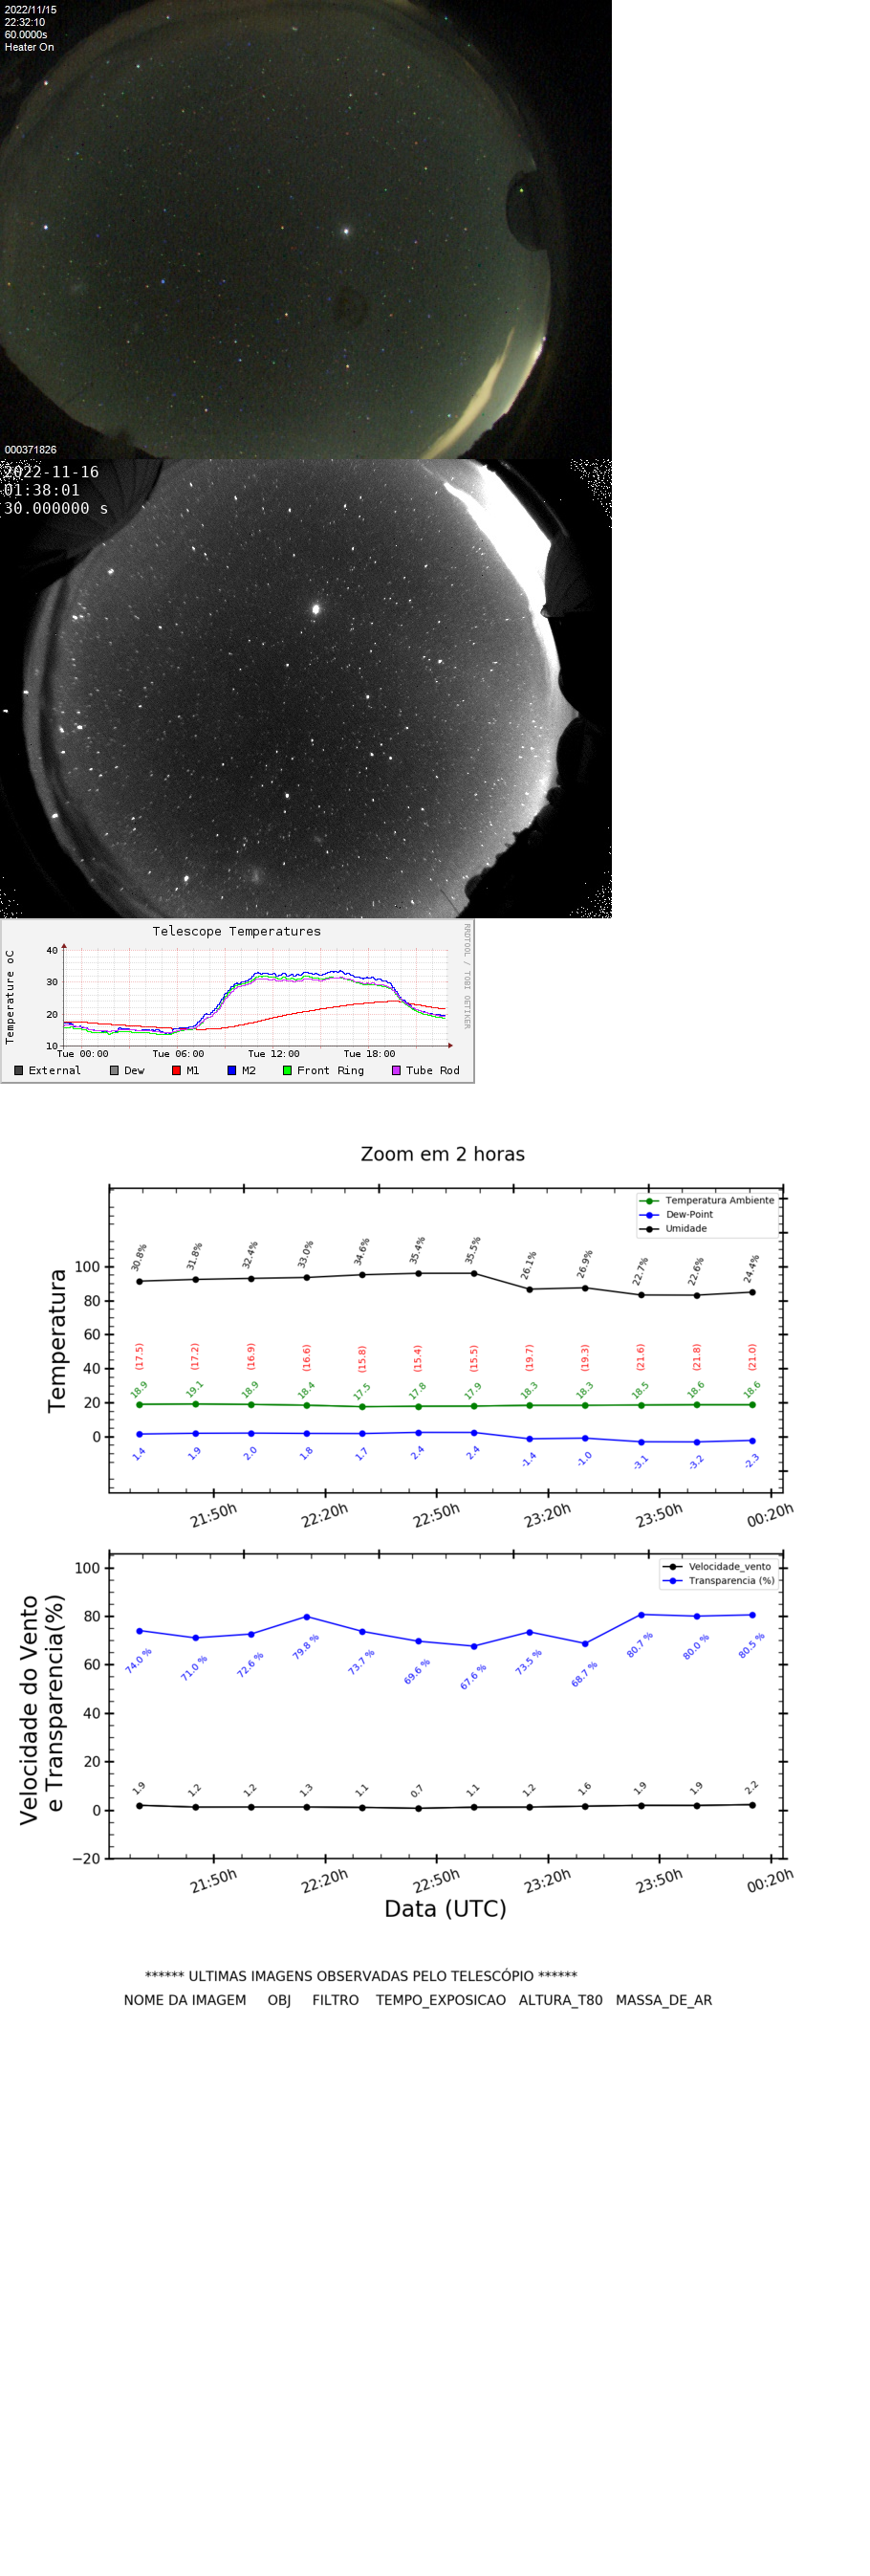 2022/11/15
22:32:10
60.0000s
Heater On
000371826
2022-11-16
01:38:01
30.000000 s
Telescope Temperatures
RRDTOOL / TOBI OETIKER
Temperature oC
40
30
20
10
Tue 00:00 Tue 06:00 Tue 12:00 Tue 18:00
External Dew M1 M2 Front Ring Tube Rod
Zoom em 2 horas
Temperatura Ambiente
Dew-Point
Umidade
Temperatura
100
80
60
40
20
0
30.8% 31.8% 32.4% 33.0% 34.6% 35.4% 35.5% 26.1% 26.9% 22.7% 22.6% 24.4%
(17.5) (17.2) (16.9) (16.6) (15.8) (15.4) (15.5) (19.7) (19.3) (21.6) (21.8) (21.0)
18.9 19.1 18.9 18.4 17.5 17.8 17.9 18.3 18.3 18.5 18.6 18.6
1.4 1.9 2.0 1.8 1.7 2.4 2.4 -1.4 -1.0 -3.1 -3.2 -2.3
21:50h 22:20h 22:50h 23:20h 23:50h 00:20h
Velocidade_vento
Transparencia (%)
Velocidade do Vento
e Transparencia(%)
100
80
60
40
20
0
−20
74.0 % 71.0 % 72.6 % 79.8 % 73.7 % 69.6 % 67.6 % 73.5 % 68.7 % 80.7 % 80.0 % 80.5 %
1.9 1.2 1.2 1.3 1.1 0.7 1.1 1.2 1.6 1.9 1.9 2.2
21:50h 22:20h 22:50h 23:20h 23:50h 00:20h
Data (UTC)
****** ULTIMAS IMAGENS OBSERVADAS PELO TELESCÓPIO ******
NOME DA IMAGEM OBJ FILTRO TEMPO_EXPOSICAO ALTURA_T80 MASSA_DE_AR